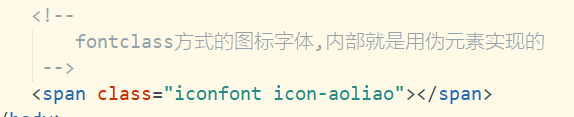 <!--
fontclass方式的图标字体,内部就是用伪元素实现的
-->
<span class="iconfont icon-aoliao"></span>